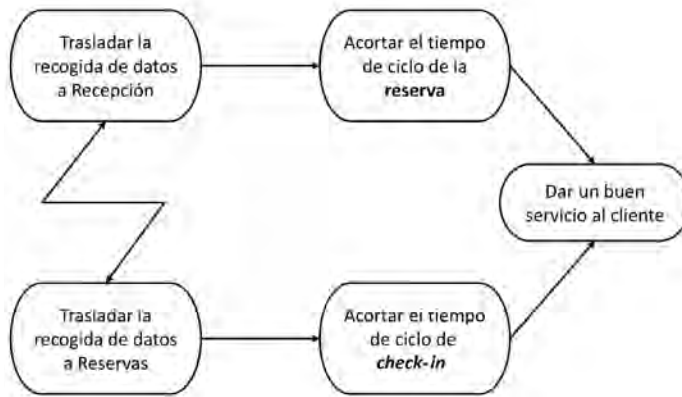 Trasladar la
recogida de datos
a Recepción
Acortar el tiempo
de ciclo de la
reserva
Dar un buen
servicio al cliente
Trasladar la
recogida de datos
a Reservas
Acortar el tiempo
de ciclo de
check-in